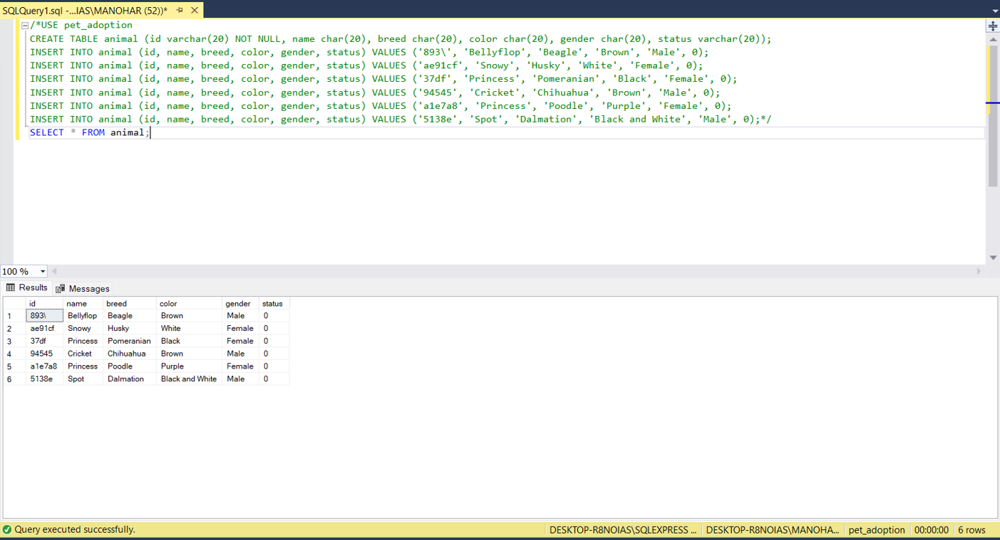 SQLQuery1.sql -...IAS\MANOHAR (52))*
/*USE pet_adoption
CREATE TABLE animal (id varchar(20) NOT NULL, name char(20), breed char(20), color char(20), gender char(20), status varchar(20));
INSERT INTO animal (id, name, breed, color, gender, status) VALUES ('893\', 'Bellyflop', 'Beagle', 'Brown', 'Male', 0);
INSERT INTO animal (id, name, breed, color, gender, status) VALUES ('ae91cf', 'Snowy', 'Husky', 'White', 'Female', 0);
INSERT INTO animal (id, name, breed, color, gender, status) VALUES ('37df', 'Princess', 'Pomeranian', 'Black', 'Female', 0);
INSERT INTO animal (id, name, breed, color, gender, status) VALUES ('94545', 'Cricket', 'Chihuahua', 'Brown', 'Male', 0);
INSERT INTO animal (id, name, breed, color, gender, status) VALUES ('a1e7a8', 'Princess', 'Poodle', 'Purple', 'Female', 0);
INSERT INTO animal (id, name, breed, color, gender, status) VALUES ('5138e', 'Spot', 'Dalmation', 'Black and White', 'Male', 0);*/
SELECT * FROM animal;
100 %
Results Messages
id name breed color gender status
1 893\ Bellyflop Beagle Brown Male 0
2 ae91cf Snowy Husky White Female 0
3 37df Princess Pomeranian Black Female 0
4 94545 Cricket Chihuahua Brown Male 0
5 a1e7a8 Princess Poodle Purple Female 0
6 5138e Spot Dalmation Black and White Male 0
Query executed successfully. DESKTOP-R8NOIAS\SQLEXPRESS ... DESKTOP-R8NOIAS\MANOHA... pet_adoption 00:00:00 6 rows